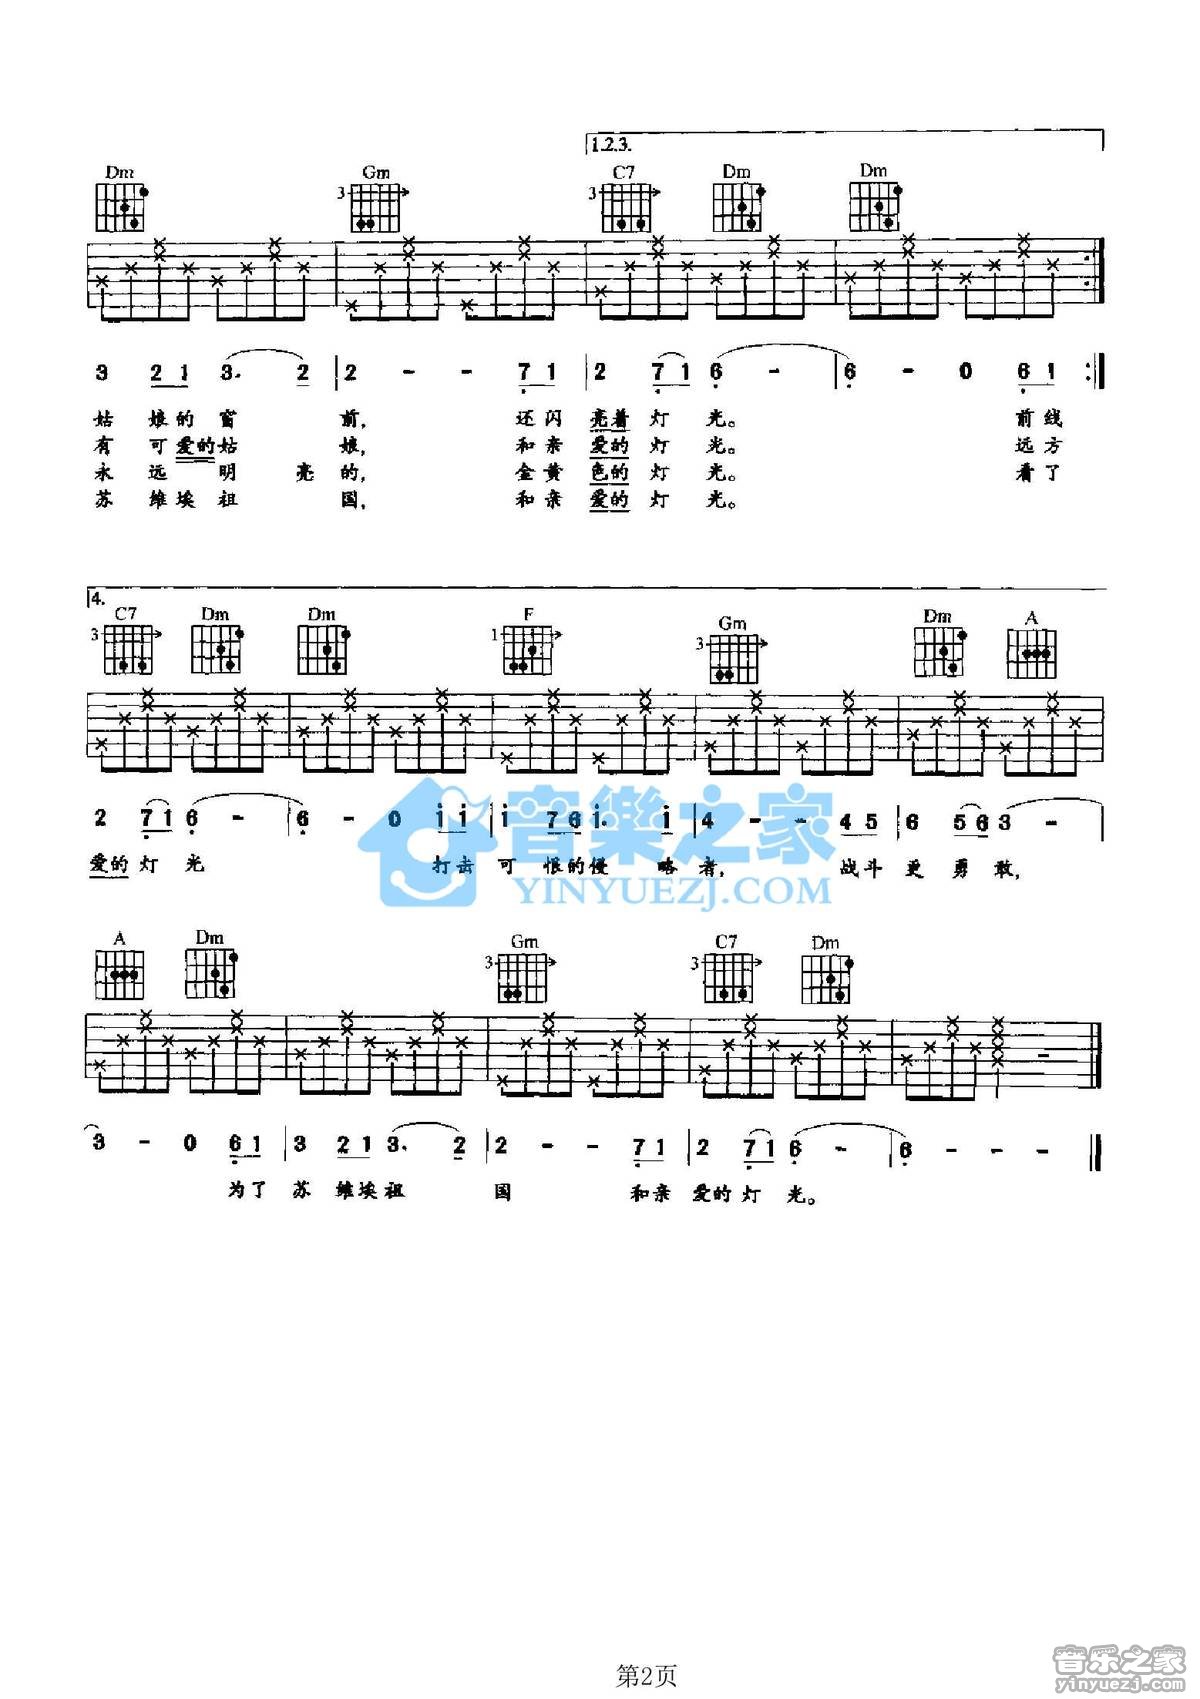 1.2.3.
Dm Gm C7 Dm Dm
3 3
3 2 1 3. 2 2 - - 7 1 2 7 1 6 - 6 - 0 6 1
姑 娘的窗 前, 还闪亮着灯 光。 前线
有 可爱的姑 娘, 和亲爱的灯 光。 远方
永 远 明 亮的, 金黄色的灯 光。 看了
苏 维埃祖 国, 和亲爱的灯 光。
4.
C7 Dm Dm F Gm Dm A
3 1 3
2 7 1 6 - 6 - 0 i i i 7 6 i. i 4 - - 4 5 6 5 6 3 -
爱的灯 光 打击可 恨的侵 略者, 战斗更 勇敢,
音樂之家
YINYUEZJ.COM
A Dm Gm C7 Dm
3 3
3 - 0 6 1 3 2 1 3. 2 2 - - 7 1 2 7 1 6 - 6 - - -
为了苏 维埃祖 国 和亲爱的灯 光。
第2页
音乐之家
yinyuezj.com